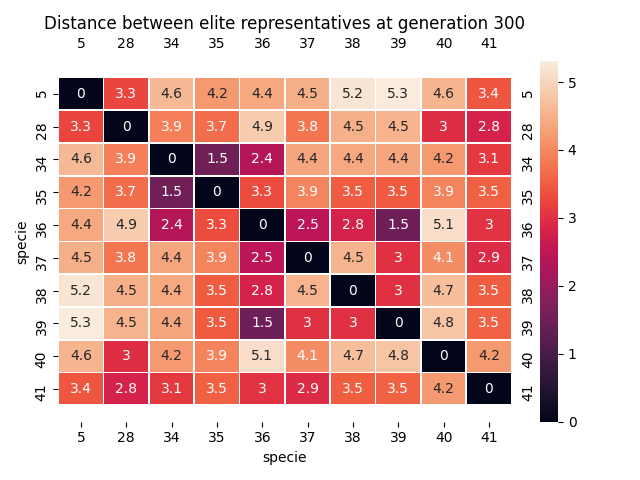 Distance between elite representatives at generation 300
5 28 34 35 36 37 38 39 40 41
5 0 3.3 4.6 4.2 4.4 4.5 5.2 5.3 4.6 3.4 5
28 3.3 0 3.9 3.7 4.9 3.8 4.5 4.5 3 2.8 28
34 4.6 3.9 0 1.5 2.4 4.4 4.4 4.4 4.2 3.1 34
35 4.2 3.7 1.5 0 3.3 3.9 3.5 3.5 3.9 3.5 35
36 4.4 4.9 2.4 3.3 0 2.5 2.8 1.5 5.1 3 36
37 4.5 3.8 4.4 3.9 2.5 0 4.5 3 4.1 2.9 37
38 5.2 4.5 4.4 3.5 2.8 4.5 0 3 4.7 3.5 38
39 5.3 4.5 4.4 3.5 1.5 3 3 0 4.8 3.5 39
40 4.6 3 4.2 3.9 5.1 4.1 4.7 4.8 0 4.2 40
41 3.4 2.8 3.1 3.5 3 2.9 3.5 3.5 4.2 0 41
5 28 34 35 36 37 38 39 40 41
specie
specie
5
4
3
2
1
0